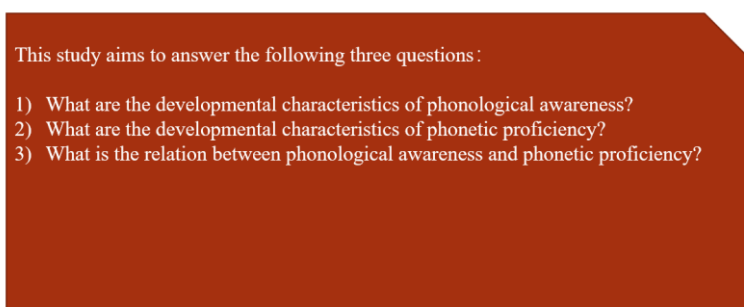 This study aims to answer the following three questions：
1) What are the developmental characteristics of phonological awareness?
2) What are the developmental characteristics of phonetic proficiency?
3) What is the relation between phonological awareness and phonetic proficiency?